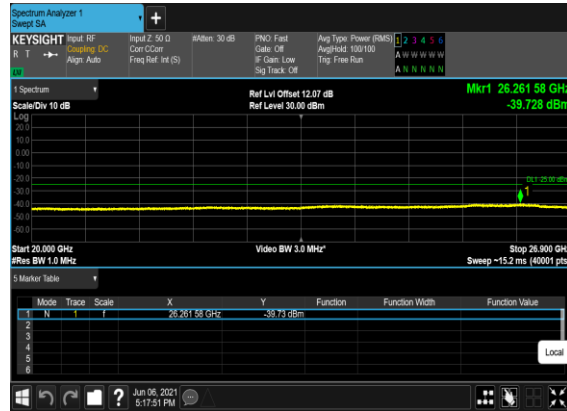 Spectrum Analyzer 1
Swept SA
+
KEYSIGHT Input: RF Input Z: 50 Ω #Atten: 30 dB PNO: Fast Avg Type: Power (RMS) 1 2 3 4 5 6
R T Coupling: DC Corr CCorr Gate: Off Avg|Hold: 100/100 A W W W W W
Align: Auto Freq Ref: Int (S) IF Gain: Low Trig: Free Run A N N N N N
Sig Track: Off
1 Spectrum Ref Lvl Offset 12.07 dB Mkr1 26.261 58 GHz
Scale/Div 10 dB Ref Level 30.00 dBm -39.728 dBm
Log
20.0
10.0
0.00
-10.0
-20.0 DL1 -25.00 dBm
-30.0 1
-40.0
-50.0
-60.0
Start 20.000 GHz Video BW 3.0 MHz* Stop 26.900 GHz
#Res BW 1.0 MHz Sweep ~15.2 ms (40001 pts
5 Marker Table
Mode Trace Scale X Y Function Function Width Function Value
1 N 1 f 26.261 58 GHz -39.73 dBm
2
3
4
5
6
Local
? Jun 06, 2021
5:17:51 PM